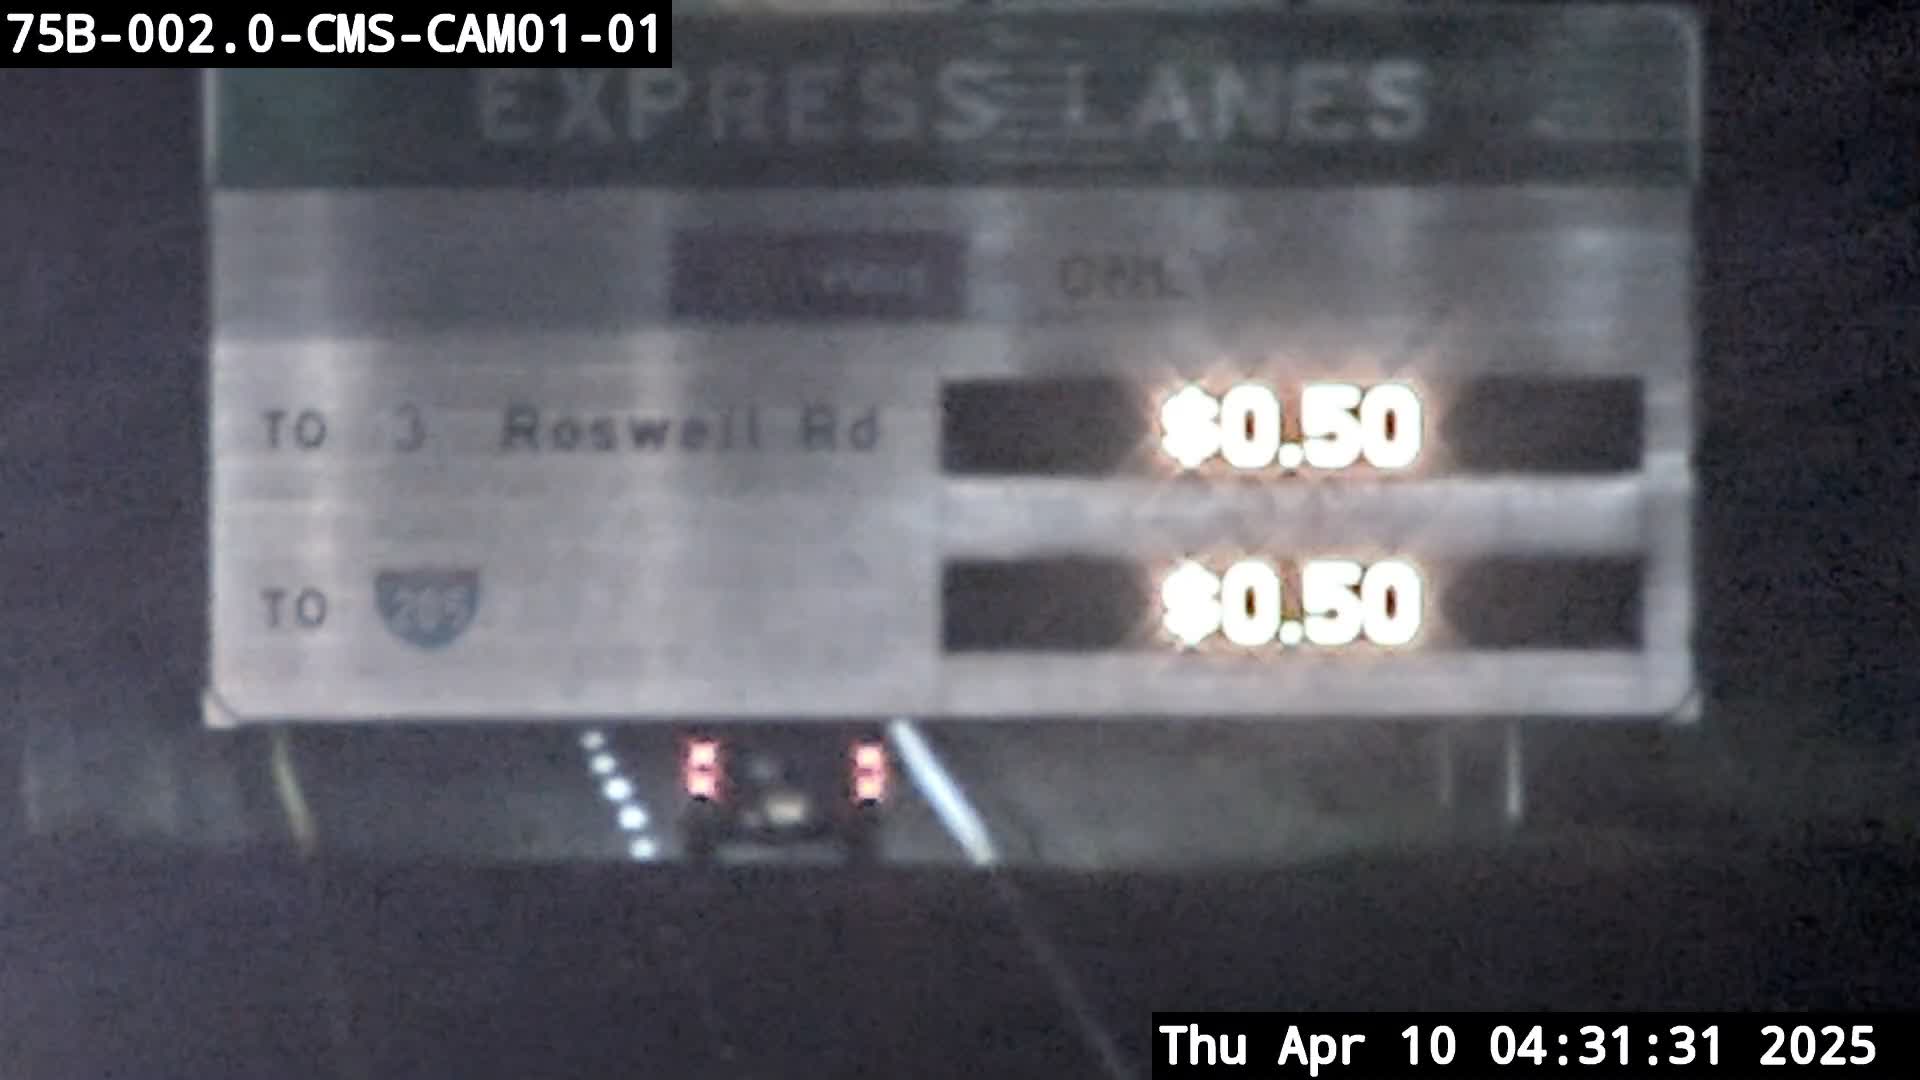 75B-002.0-CMS-CAM01-01
EXPRESS LANES
ONLY
TO 3 Roswell Rd $0.50
TO 285 $0.50
Thu Apr 10 04:31:31 2025